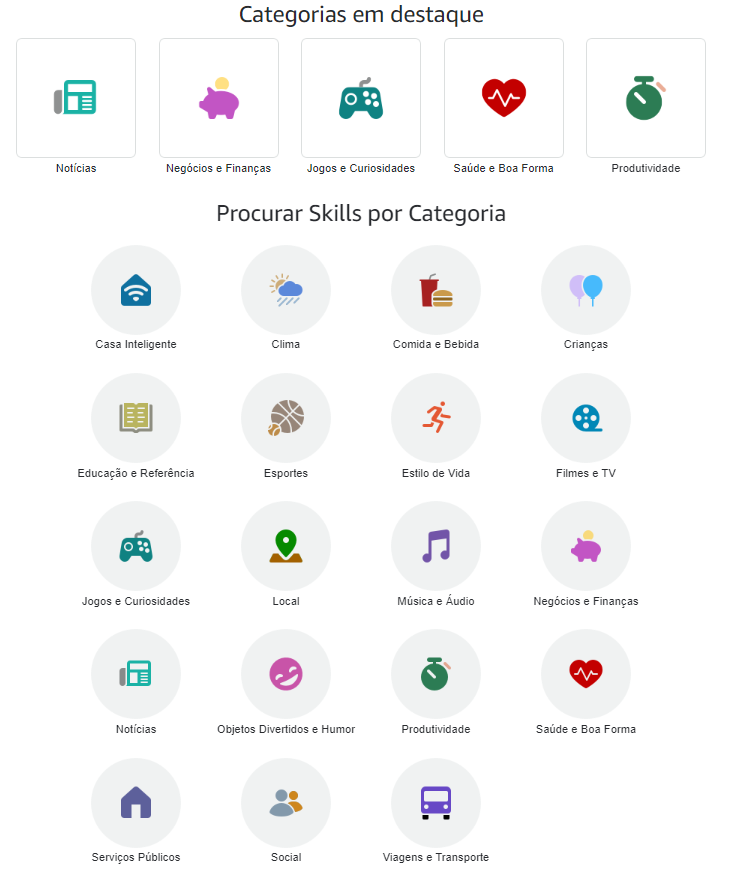 Categorias em destaque
Notícias
Negócios e Finanças
Jogos e Curiosidades
Saúde e Boa Forma
Produtividade
Procurar Skills por Categoria
Casa Inteligente
Clima
Comida e Bebida
Crianças
Educação e Referência
Esportes
Estilo de Vida
Filmes e TV
Jogos e Curiosidades
Local
Música e Áudio
Negócios e Finanças
Notícias
Objetos Divertidos e Humor
Produtividade
Saúde e Boa Forma
Serviços Públicos
Social
Viagens e Transporte